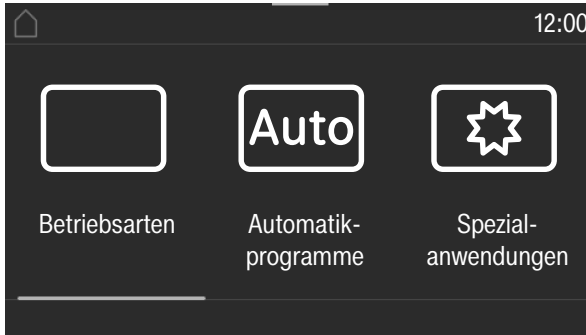 12:00
Auto
Betriebsarten
Automatik-
programme
Spezial-
anwendungen